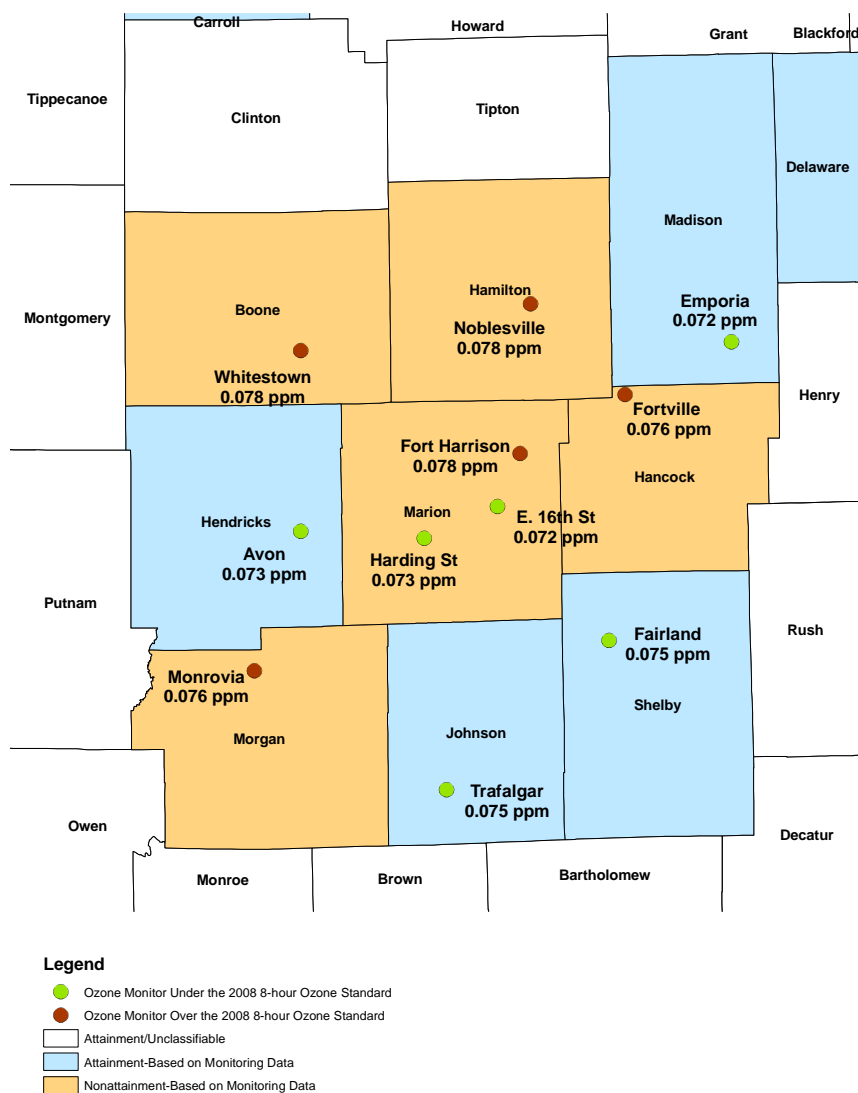 Carroll
Howard
Grant
Blackford
Tippecanoe
Clinton
Tipton
Delaware
Madison
Montgomery
Boone
Hamilton
Emporia
0.072 ppm
Noblesville
0.078 ppm
Whitestown
0.078 ppm
Henry
Fortville
0.076 ppm
Fort Harrison
0.078 ppm
Hancock
Marion
Hendricks
E. 16th St
0.072 ppm
Avon
0.073 ppm
Harding St
0.073 ppm
Putnam
Rush
Fairland
0.075 ppm
Monrovia
0.076 ppm
Shelby
Morgan
Johnson
Trafalgar
0.075 ppm
Owen
Decatur
Monroe
Brown
Bartholomew
Legend
Ozone Monitor Under the 2008 8-hour Ozone Standard
Ozone Monitor Over the 2008 8-hour Ozone Standard
Attainment/Unclassifiable
Attainment-Based on Monitoring Data
Nonattainment-Based on Monitoring Data